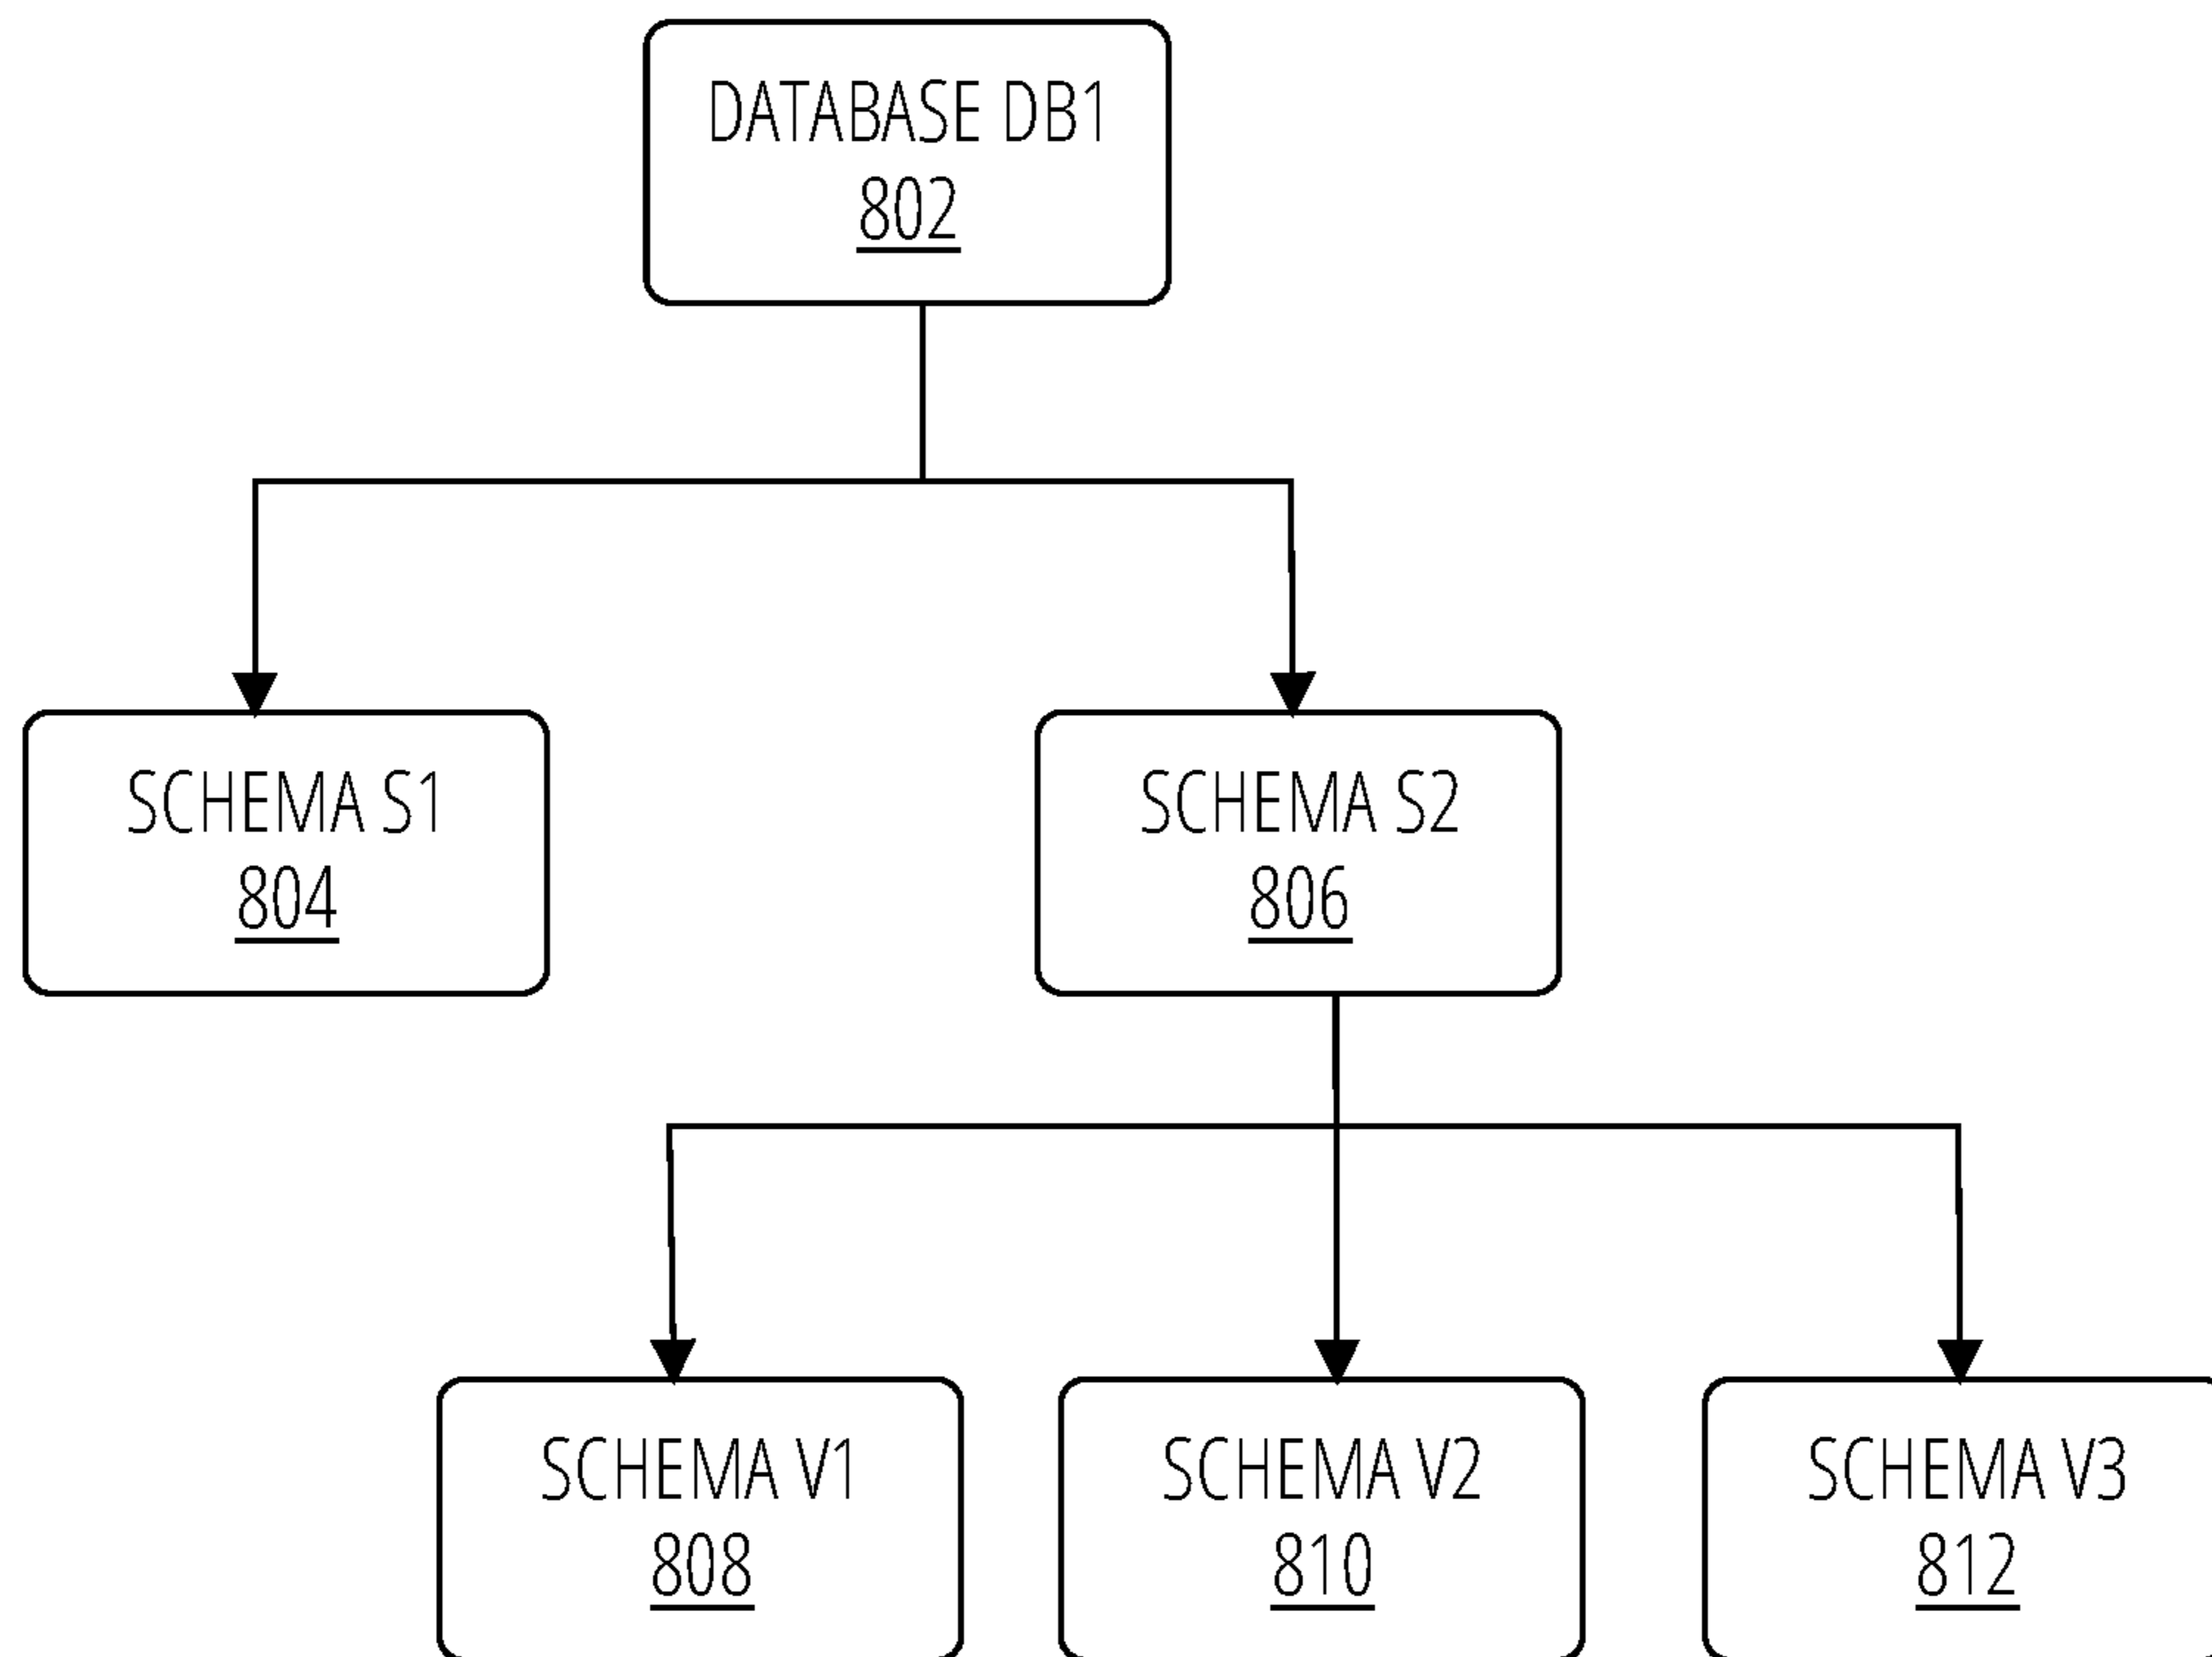 DATABASE DB1
802
SCHEMA S1
804
SCHEMA S2
806
SCHEMA V1
808
SCHEMA V2
810
SCHEMA V3
812